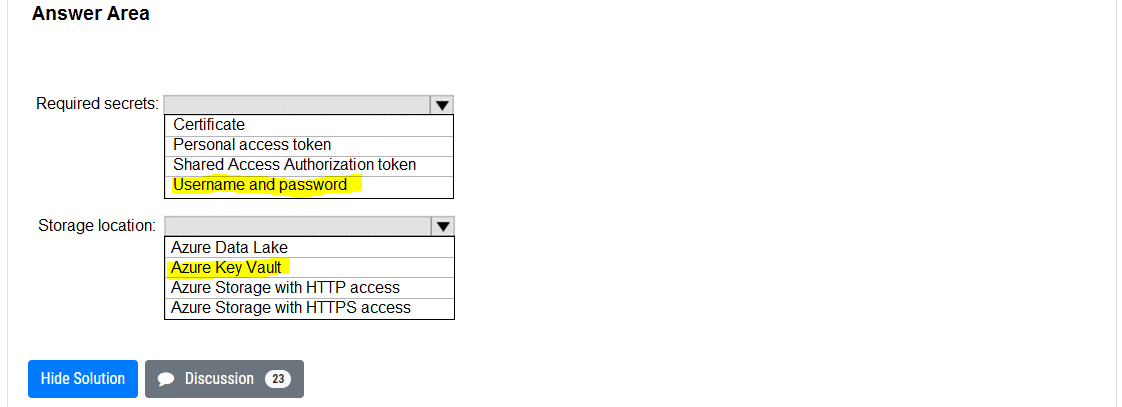 Answer Area
Required secrets:
Certificate
Personal access token
Shared Access Authorization token
Username and password
Storage location:
Azure Data Lake
Azure Key Vault
Azure Storage with HTTP access
Azure Storage with HTTPS access
Hide Solution Discussion 23